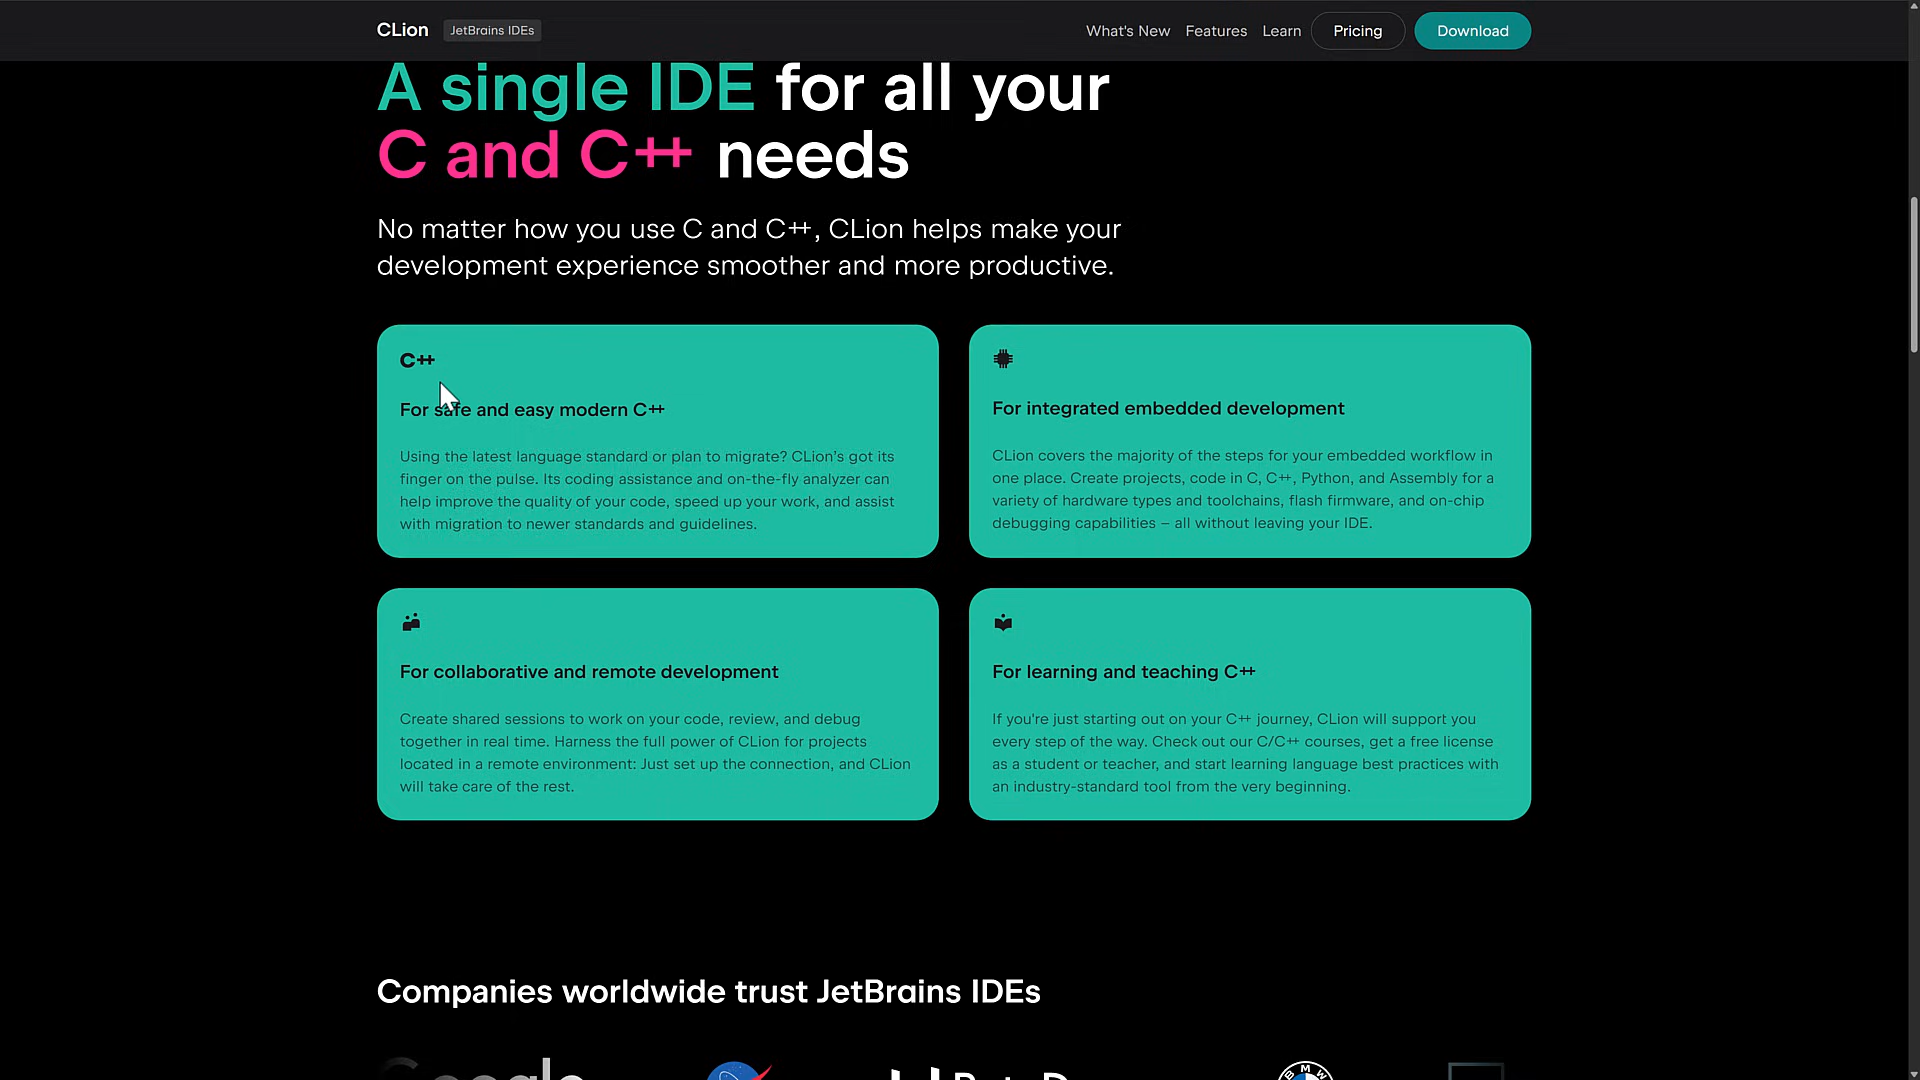 CLion JetBrains IDEs What's New Features Learn Pricing Download
A single IDE for all your
C and C++ needs
No matter how you use C and C++, CLion helps make your
development experience smoother and more productive.
C++
For safe and easy modern C++
Using the latest language standard or plan to migrate? CLion's got its
finger on the pulse. Its coding assistance and on-the-fly analyzer can
help improve the quality of your code, speed up your work, and assist
with migration to newer standards and guidelines.
For integrated embedded development
CLion covers the majority of the steps for your embedded workflow in
one place. Create projects, code in C, C++, Python, and Assembly for a
variety of hardware types and toolchains, flash firmware, and on-chip
debugging capabilities – all without leaving your IDE.
For collaborative and remote development
Create shared sessions to work on your code, review, and debug
together in real time. Harness the full power of CLion for projects
located in a remote environment: Just set up the connection, and CLion
will take care of the rest.
For learning and teaching C++
If you're just starting out on your C++ journey, CLion will support you
every step of the way. Check out our C/C++ courses, get a free license
as a student or teacher, and start learning language best practices with
an industry-standard tool from the very beginning.
Companies worldwide trust JetBrains IDEs
Google BMW